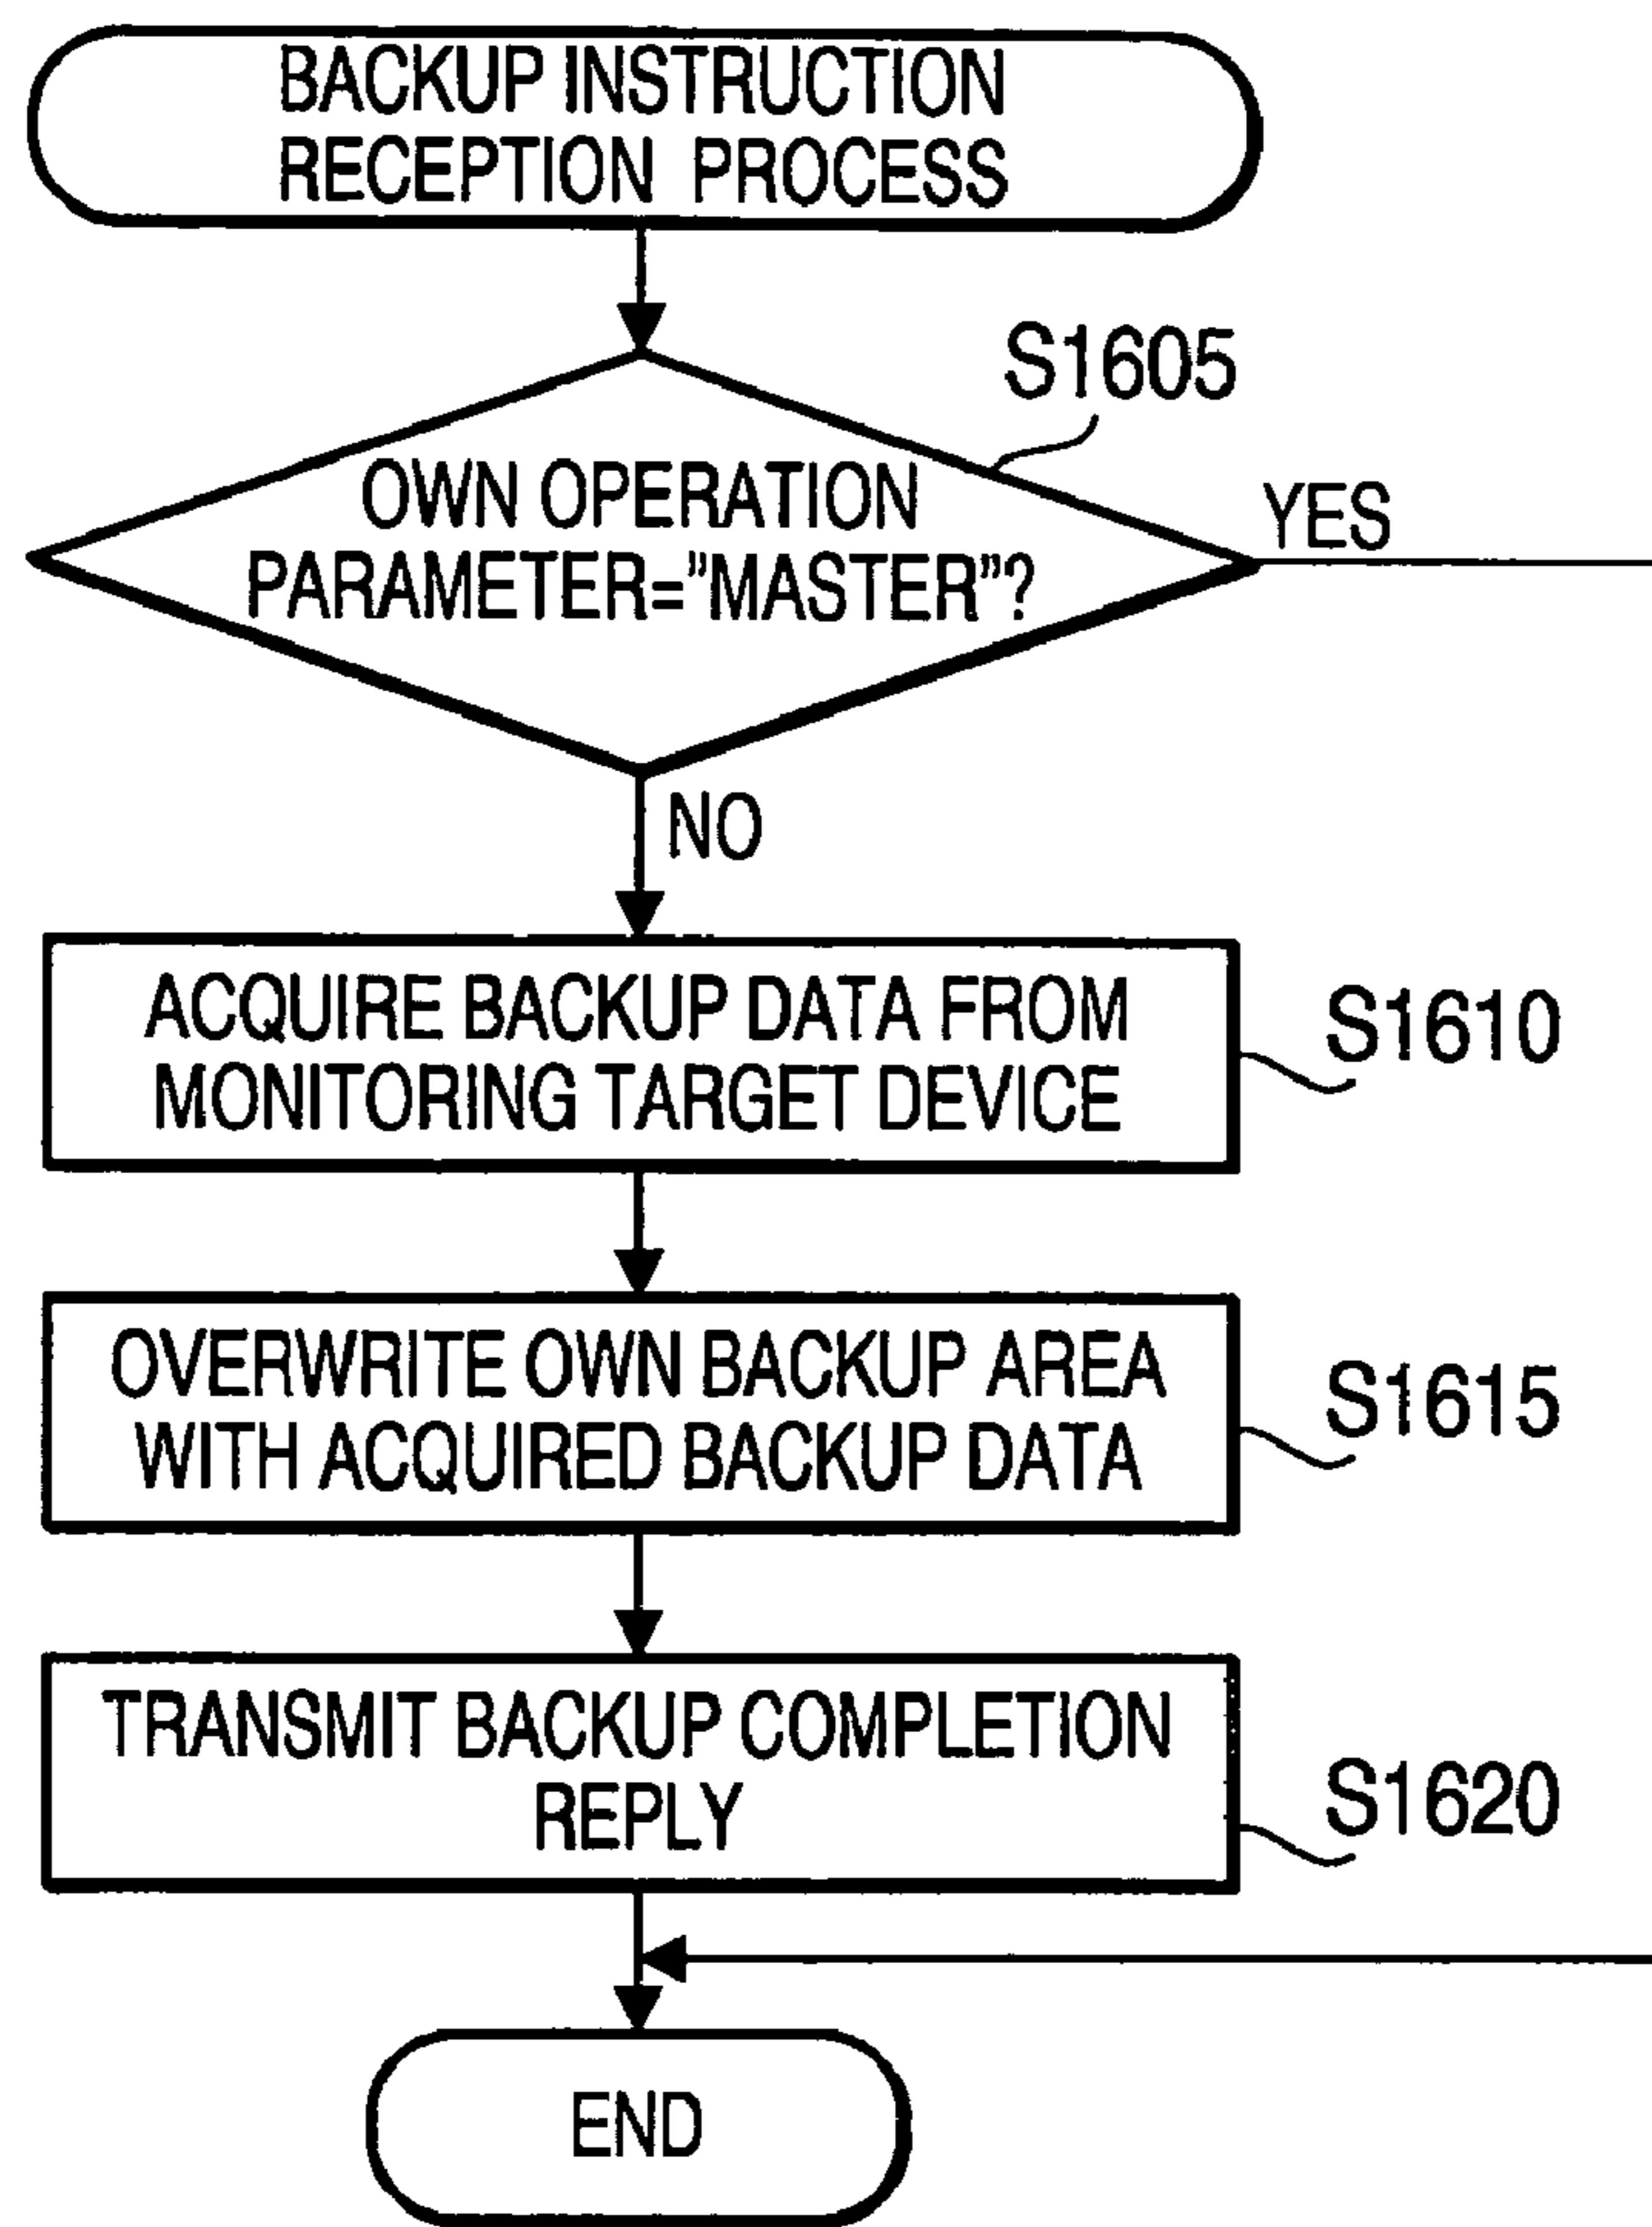 BACKUP INSTRUCTION
RECEPTION PROCESS
S1605
OWN OPERATION
PARAMETER="MASTER"?
YES
NO
ACQUIRE BACKUP DATA FROM
MONITORING TARGET DEVICE
S1610
OVERWRITE OWN BACKUP AREA
WITH ACQUIRED BACKUP DATA
S1615
TRANSMIT BACKUP COMPLETION
REPLY
S1620
END